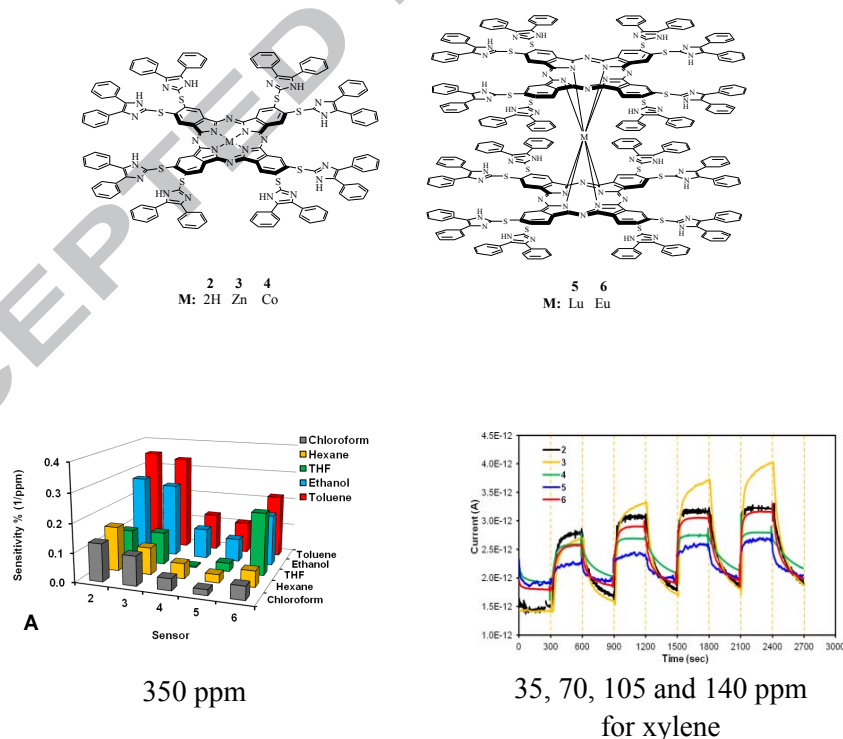 CEPTED
2 3 4
M: 2H Zn Co
5 6
M: Lu Eu
Chloroform
Hexane
THF
Ethanol
Toluene
Sensitivity % (1/ppm)
0.4
0.3
0.2
0.1
0.0
2 3 4 5 6
Sensor
Toluene
Ethanol
THF
Hexane
Chloroform
A
350 ppm
Current (A)
4.5E-12
4.0E-12
3.5E-12
3.0E-12
2.5E-12
2.0E-12
1.5E-12
1.0E-12
2
3
4
5
6
0 300 600 900 1200 1500 1800 2100 2400 2700 3000
Time (sec)
35, 70, 105 and 140 ppm
for xylene